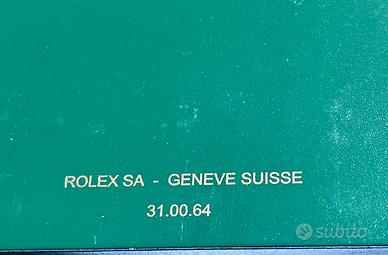 ROLEX SA - GENEVE SUISSE
31.00.64
subito